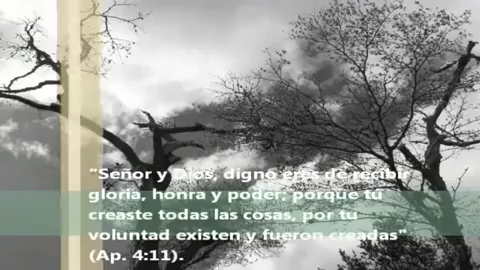 "Señor y Dios, digno eres de recibir
gloria, honra y poder; porque tú
creaste todas las cosas, por tu
voluntad existen y fueron creadas"
(Ap. 4:11).